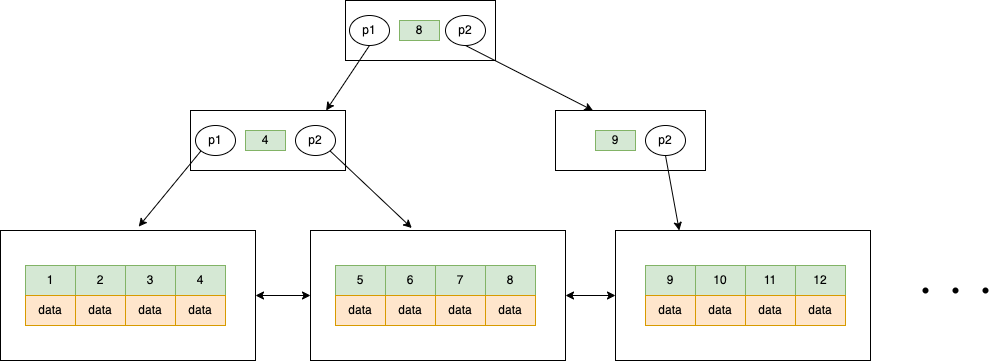 p1 8 p2
p1 4 p2
9 p2
1 2 3 4
data data data data
5 6 7 8
data data data data
9 10 11 12
data data data data
. . .